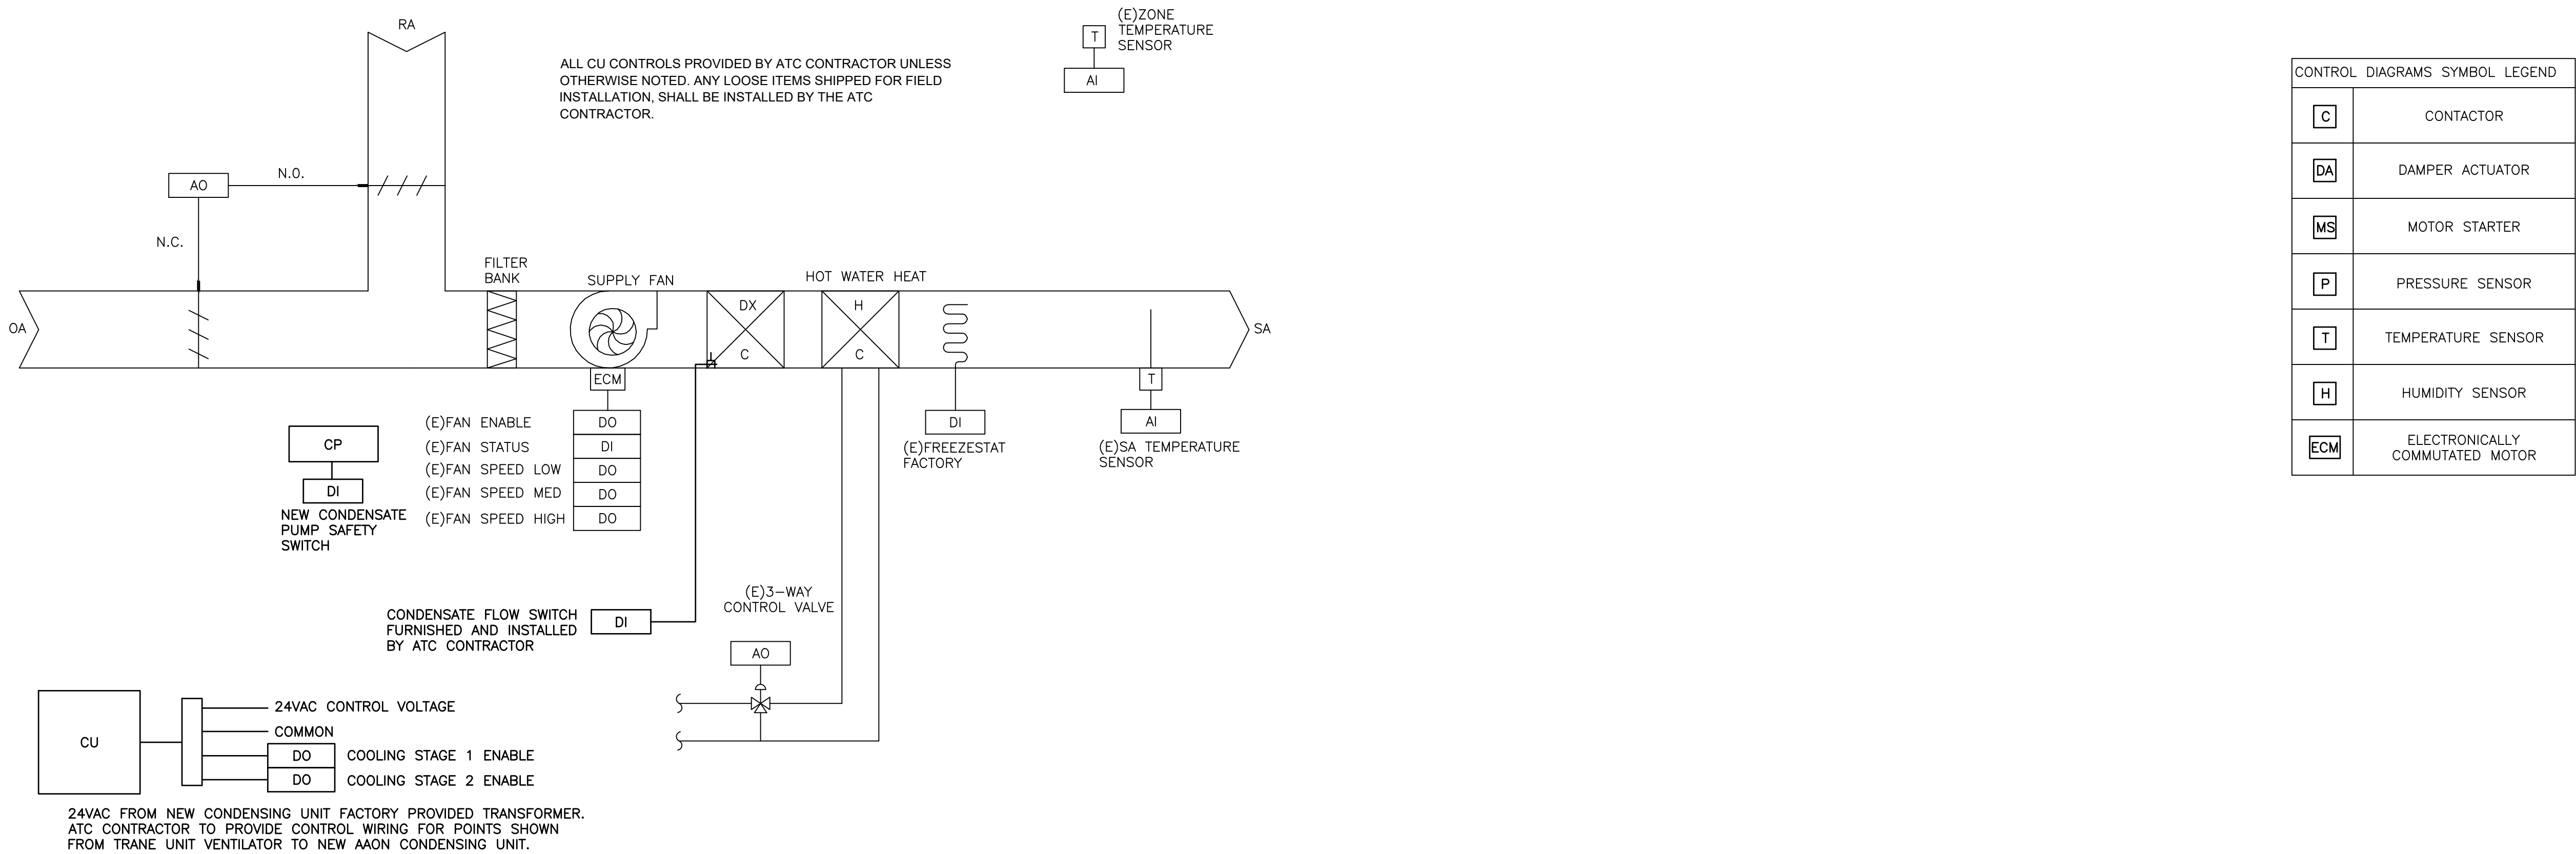 RA
ALL CU CONTROLS PROVIDED BY ATC CONTRACTOR UNLESS
OTHERWISE NOTED. ANY LOOSE ITEMS SHIPPED FOR FIELD
INSTALLATION, SHALL BE INSTALLED BY THE ATC
CONTRACTOR.
(E)ZONE
TEMPERATURE
SENSOR
T
AI
AO
N.O.
N.C.
OA
FILTER
BANK
SUPPLY FAN
DX
C
HOT WATER HEAT
H
C
SA
ECM
(E)FAN ENABLE DO
(E)FAN STATUS DI
(E)FAN SPEED LOW DO
(E)FAN SPEED MED DO
(E)FAN SPEED HIGH DO
CP
DI
NEW CONDENSATE
PUMP SAFETY
SWITCH
DI
(E)FREEZESTAT
FACTORY
T
AI
(E)SA TEMPERATURE
SENSOR
CONDENSATE FLOW SWITCH
FURNISHED AND INSTALLED
BY ATC CONTRACTOR
DI
(E)3-WAY
CONTROL VALVE
AO
CU
24VAC CONTROL VOLTAGE
COMMON
DO COOLING STAGE 1 ENABLE
DO COOLING STAGE 2 ENABLE
24VAC FROM NEW CONDENSING UNIT FACTORY PROVIDED TRANSFORMER.
ATC CONTRACTOR TO PROVIDE CONTROL WIRING FOR POINTS SHOWN
FROM TRANE UNIT VENTILATOR TO NEW AAON CONDENSING UNIT.
CONTROL DIAGRAMS SYMBOL LEGEND
C CONTACTOR
DA DAMPER ACTUATOR
MS MOTOR STARTER
P PRESSURE SENSOR
T TEMPERATURE SENSOR
H HUMIDITY SENSOR
ECM ELECTRONICALLY
COMMUTATED MOTOR